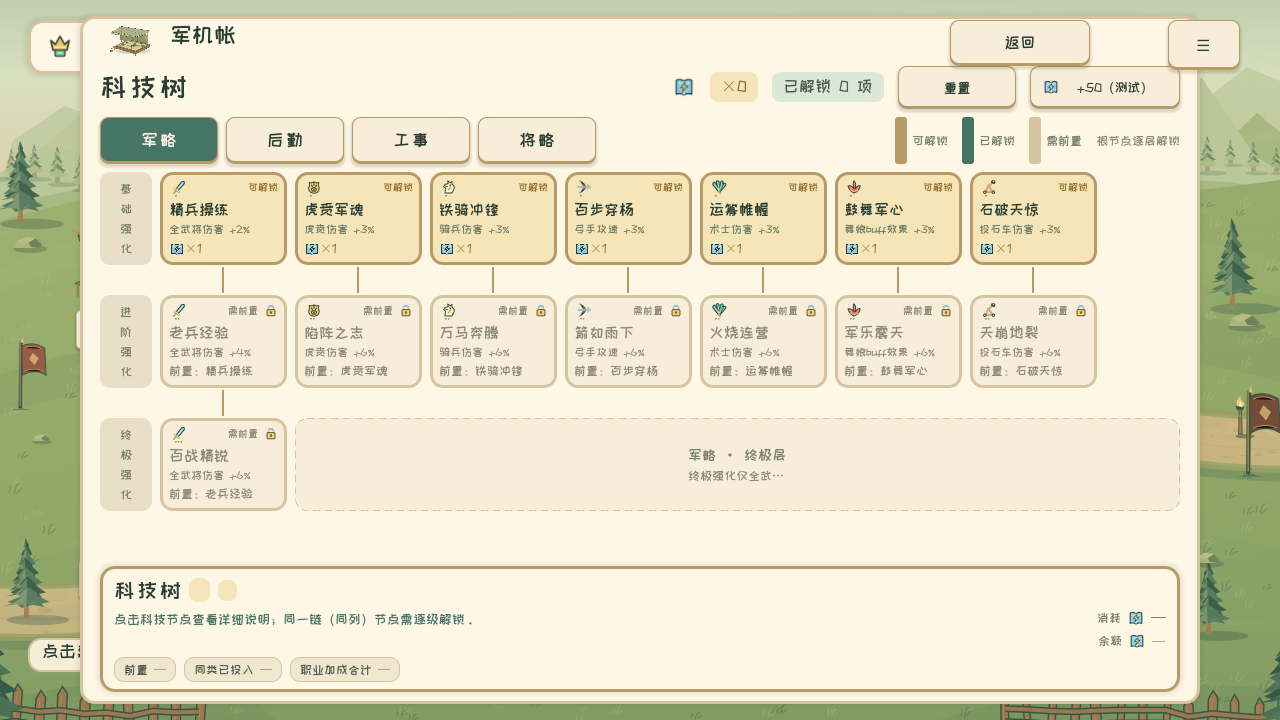 军机帐
返回
☰
科技树
×0
已解锁 0 项
重置
+50（测试）
军略
后勤
工事
将略
可解锁
已解锁
需前置
根节点逐层解锁
基础强化
可解锁
精兵操练
全武将伤害 +2%
×1
可解锁
虎贲军魂
虎贲伤害 +3%
×1
可解锁
铁骑冲锋
骑兵伤害 +3%
×1
可解锁
百步穿杨
弓手攻速 +3%
×1
可解锁
运筹帷幄
术士伤害 +3%
×1
可解锁
鼓舞军心
舞娘buff效果 +3%
×1
可解锁
石破天惊
投石车伤害 +3%
×1
进阶强化
需前置
老兵经验
全武将伤害 +4%
前置：精兵操练
需前置
陷阵之志
虎贲伤害 +6%
前置：虎贲军魂
需前置
万马奔腾
骑兵伤害 +6%
前置：铁骑冲锋
需前置
箭如雨下
弓手攻速 +6%
前置：百步穿杨
需前置
火烧连营
术士伤害 +6%
前置：运筹帷幄
需前置
军乐震天
舞娘buff效果 +6%
前置：鼓舞军心
需前置
天崩地裂
投石车伤害 +6%
前置：石破天惊
终极强化
需前置
百战精锐
全武将伤害 +6%
前置：老兵经验
军略 · 终极层
终极强化仅全武…
科技树
点击科技节点查看详细说明；同一链（同列）节点需逐级解锁。
消耗 —
余额 —
前置 —
同类已投入 —
职业加成合计 —
点击